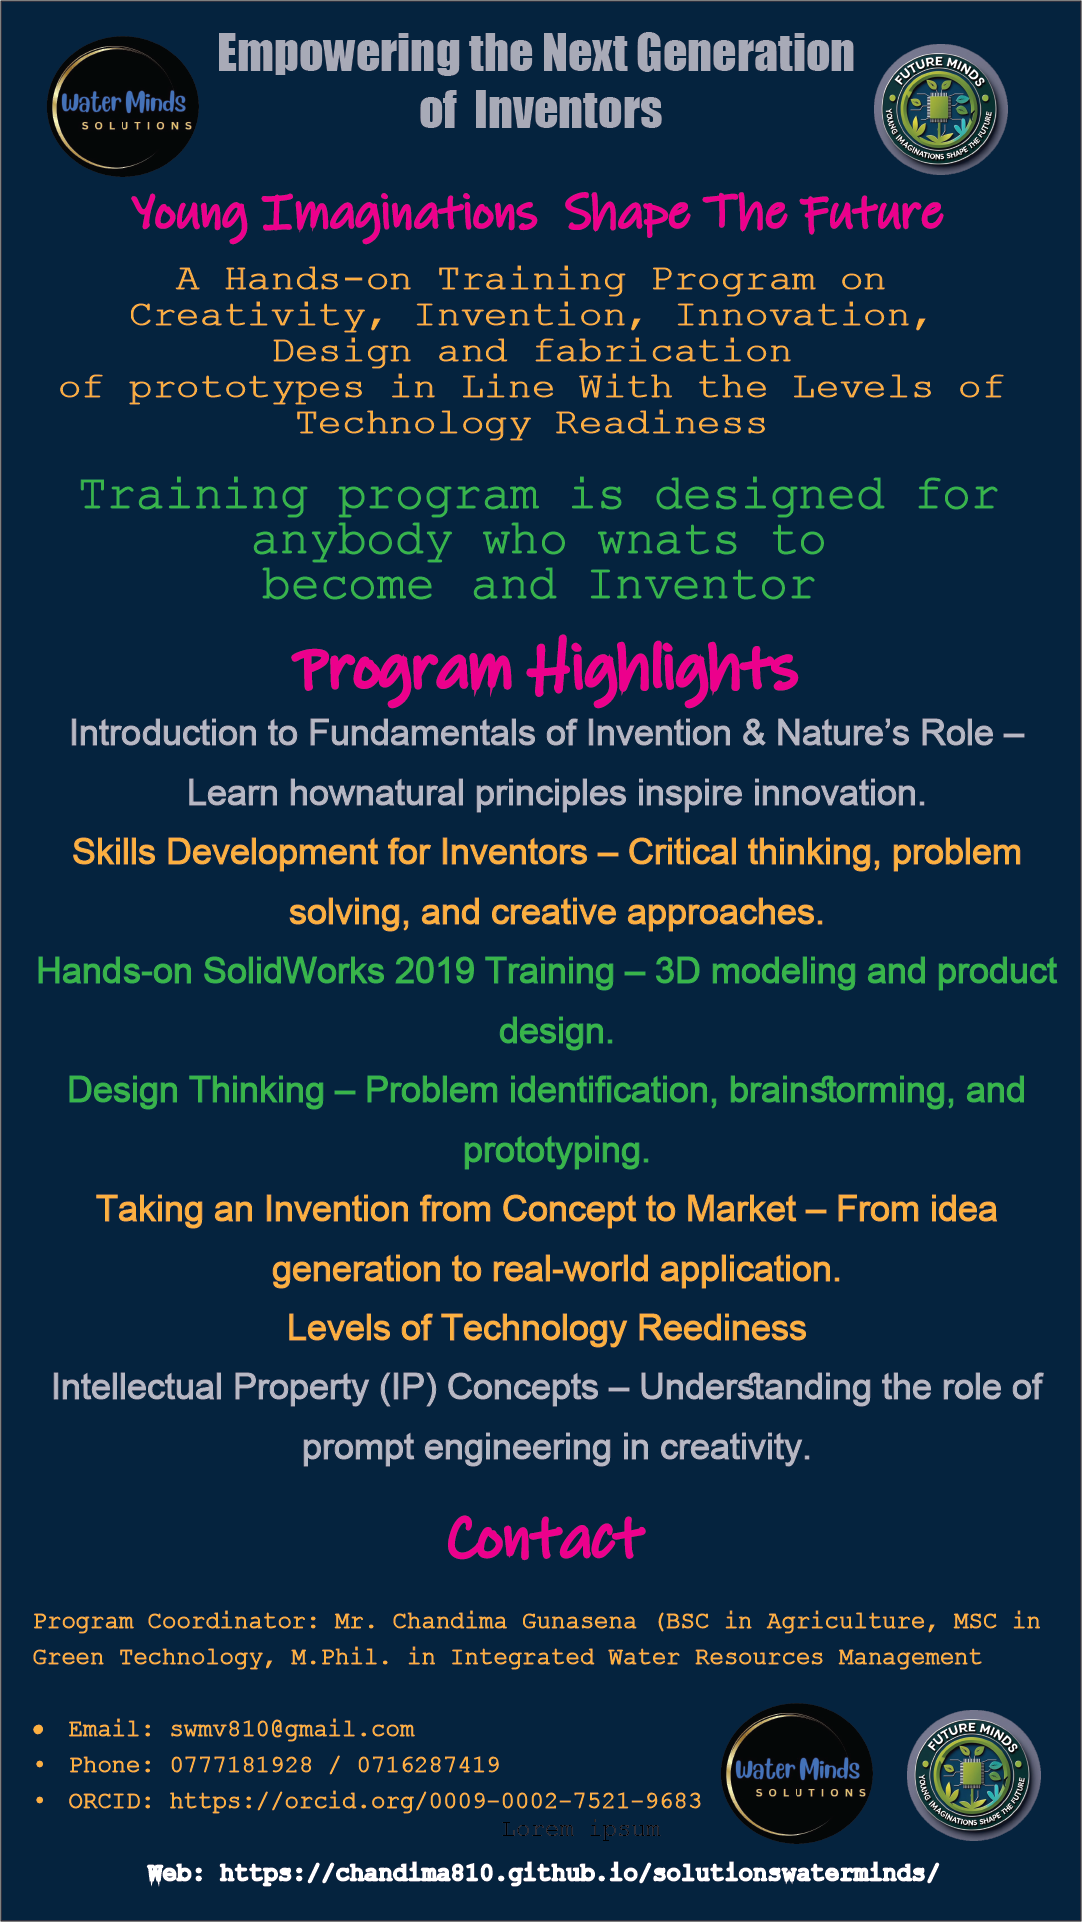 Empowering the Next Generation
of Inventors
Water Minds
SOLUTIONS
FUTURE MINDS
YOUNG IMAGINATIONS SHAPE THE FUTURE
Young Imaginations Shape The Future
A Hands-on Training Program on
Creativity, Invention, Innovation,
Design and fabrication
of prototypes in Line With the Levels of
Technology Readiness
Training program is designed for
anybody who wnats to
become and Inventor
Program Highlights
Introduction to Fundamentals of Invention & Nature’s Role –
Learn hownatural principles inspire innovation.
Skills Development for Inventors – Critical thinking, problem
solving, and creative approaches.
Hands-on SolidWorks 2019 Training – 3D modeling and product
design.
Design Thinking – Problem identification, brainstorming, and
prototyping.
Taking an Invention from Concept to Market – From idea
generation to real-world application.
Levels of Technology Reediness
Intellectual Property (IP) Concepts – Understanding the role of
prompt engineering in creativity.
Contact
Program Coordinator: Mr. Chandima Gunasena (BSC in Agriculture, MSC in
Green Technology, M.Phil. in Integrated Water Resources Management
• Email: swmv810@gmail.com
• Phone: 0777181928 / 0716287419
• ORCID: https://orcid.org/0009-0002-7521-9683
Lorem ipsum
Water Minds
SOLUTIONS
FUTURE MINDS
YOUNG IMAGINATIONS SHAPE THE FUTURE
Web: https://chandima810.github.io/solutionswaterminds/